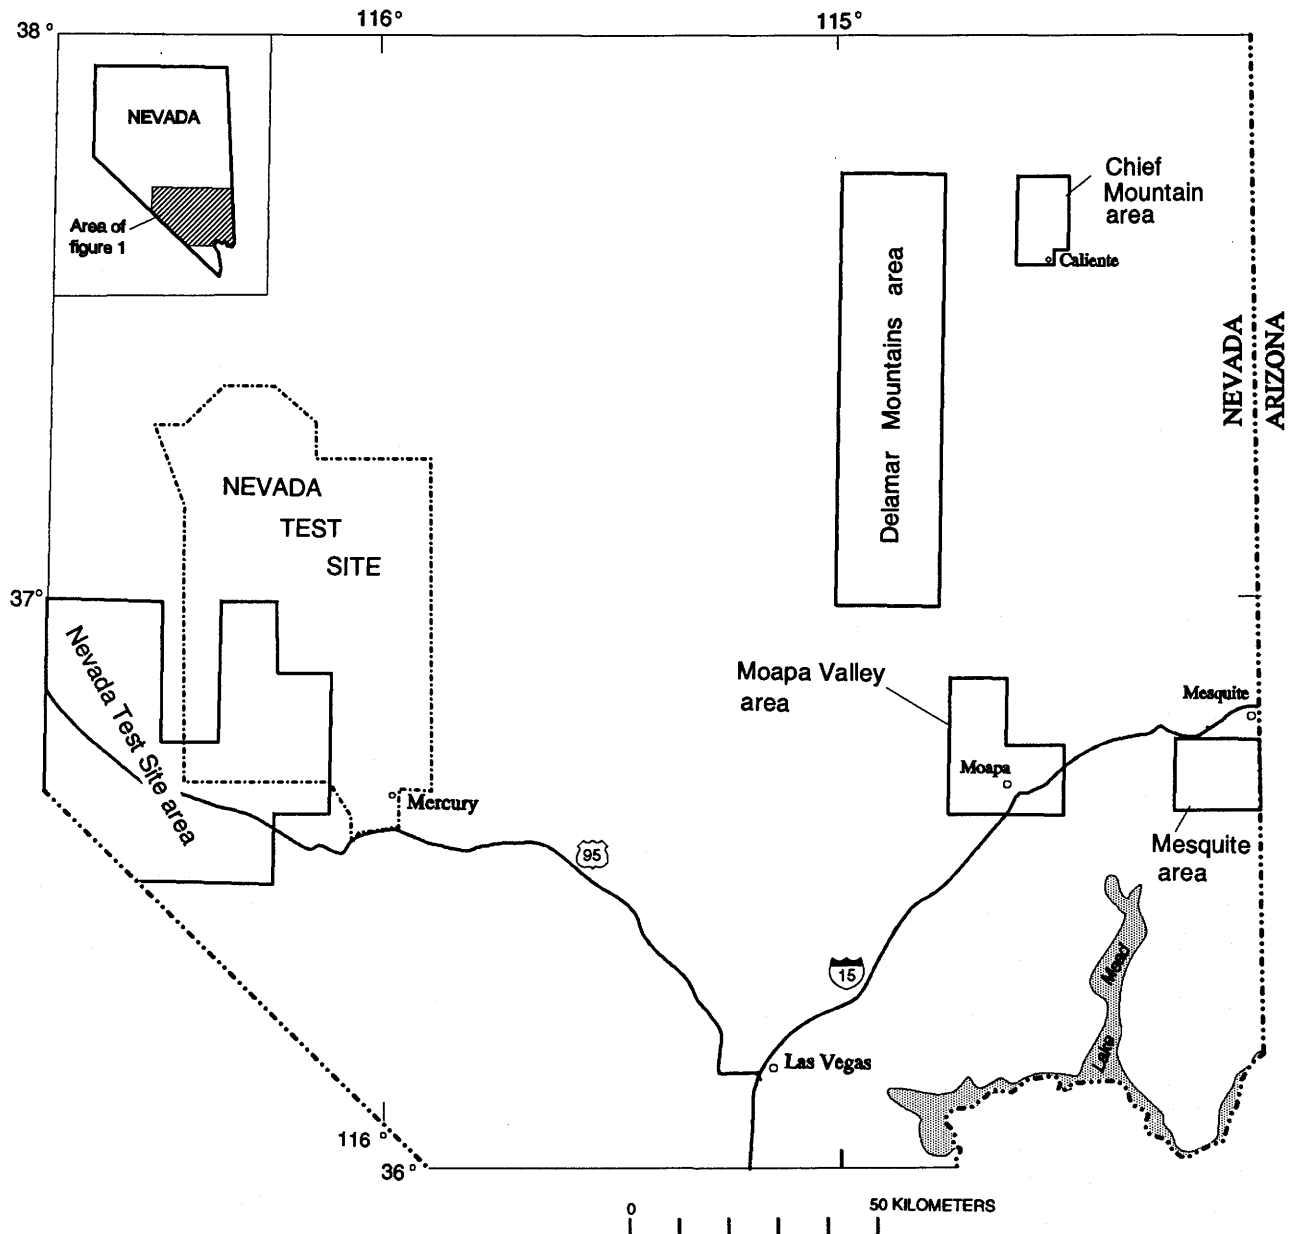 116°
115°
38°
NEVADA
Area of
figure 1
Chief
Mountain
area
Caliente
Delamar Mountains area
NEVADA
ARIZONA
NEVADA
TEST
SITE
37°
Nevada Test Site area
Moapa Valley
area
Mesquite
Moapa
Mercury
Mesquite
area
95
15
Lake Mead
Las Vegas
116°
36°
0
50 KILOMETERS